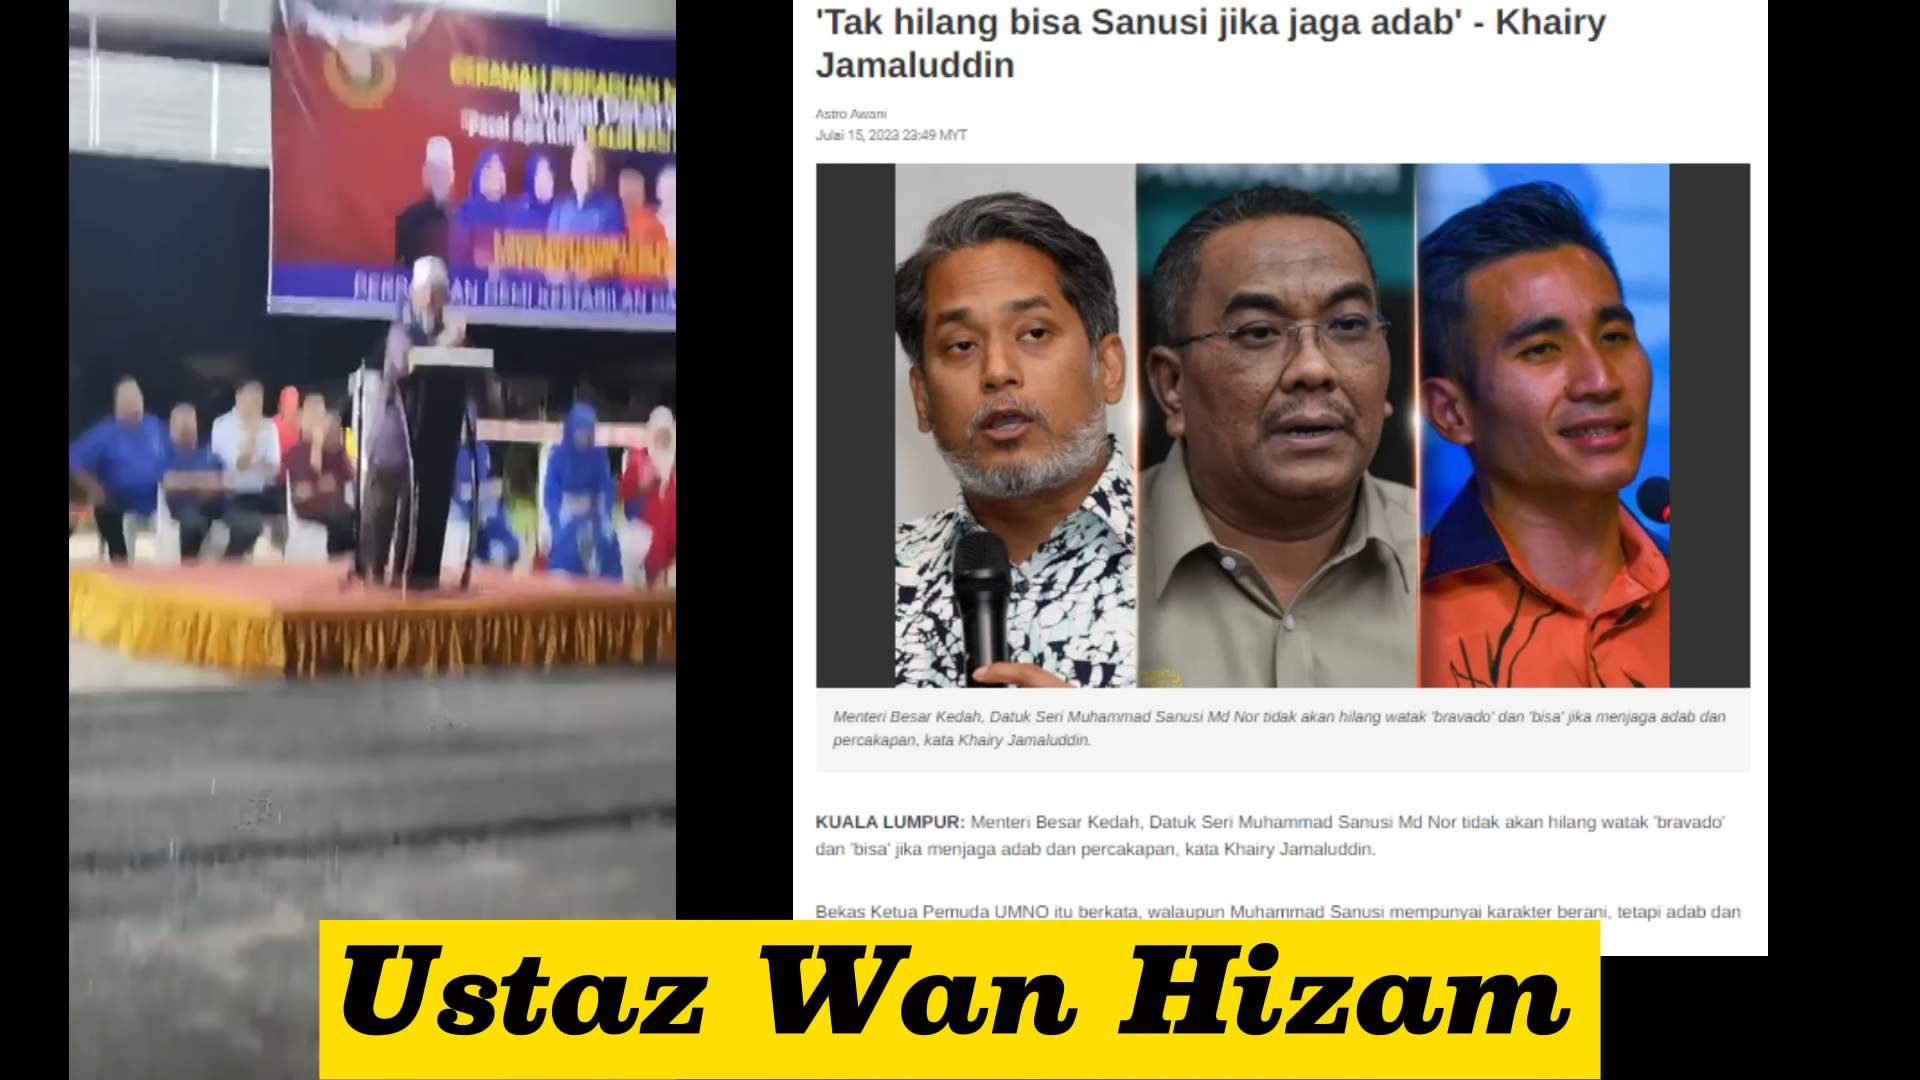 'Tak hilang bisa Sanusi jika jaga adab' - Khairy
Jamaluddin
Astro Awani
Julai 15, 2023 23:49 MYT
Menteri Besar Kedah, Datuk Seri Muhammad Sanusi Md Nor tidak akan hilang watak 'bravado' dan 'bisa' jika menjaga adab dan
percakapan, kata Khairy Jamaluddin.
KUALA LUMPUR: Menteri Besar Kedah, Datuk Seri Muhammad Sanusi Md Nor tidak akan hilang watak 'bravado'
dan 'bisa' jika menjaga adab dan percakapan, kata Khairy Jamaluddin.
Bekas Ketua Pemuda UMNO itu berkata, walaupun Muhammad Sanusi mempunyai karakter berani, tetapi adab dan
Ustaz Wan Hizam